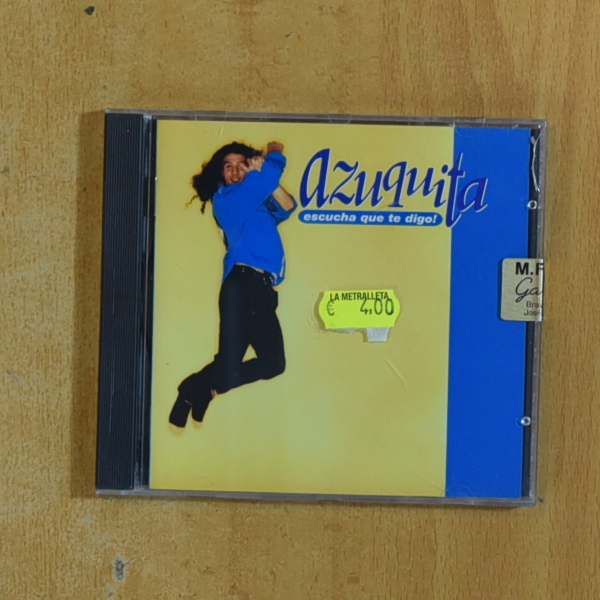 azuquita
escucha que te digo!
LA METRALLETA
€ 4,00
M.F
Ga